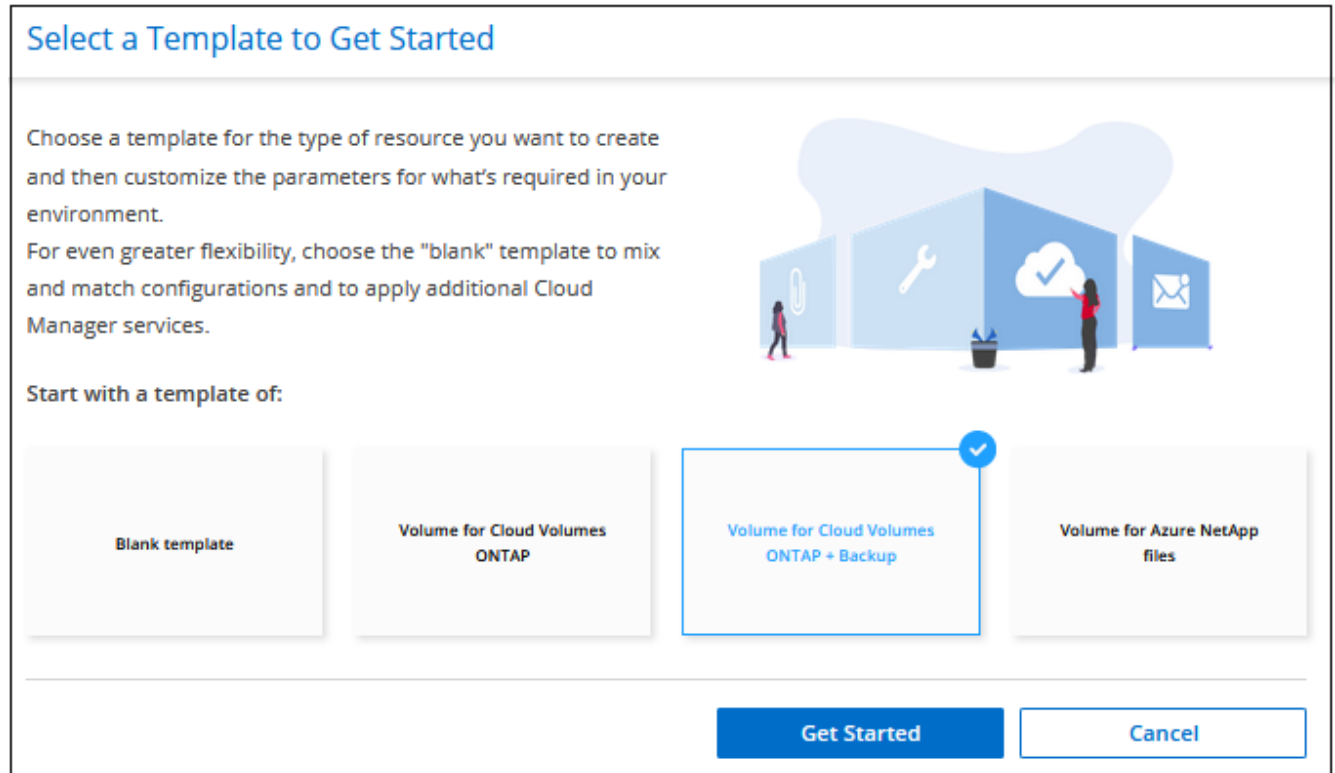 Select a Template to Get Started
Choose a template for the type of resource you want to create
and then customize the parameters for what's required in your
environment.
For even greater flexibility, choose the "blank" template to mix
and match configurations and to apply additional Cloud
Manager services.
Start with a template of:
Blank template
Volume for Cloud Volumes
ONTAP
Volume for Cloud Volumes
ONTAP + Backup
Volume for Azure NetApp
files
Get Started
Cancel